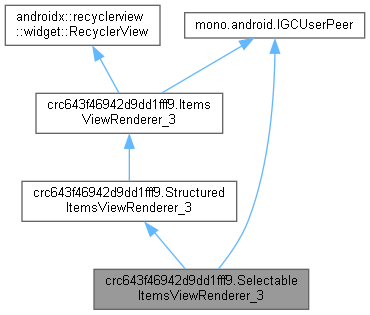 androidx::recyclerview
::widget::RecyclerView
mono.android.IGCUserPeer
crc643f46942d9dd1fff9.Items
ViewRenderer_3
crc643f46942d9dd1fff9.Structured
ItemsViewRenderer_3
crc643f46942d9dd1fff9.Selectable
ItemsViewRenderer_3